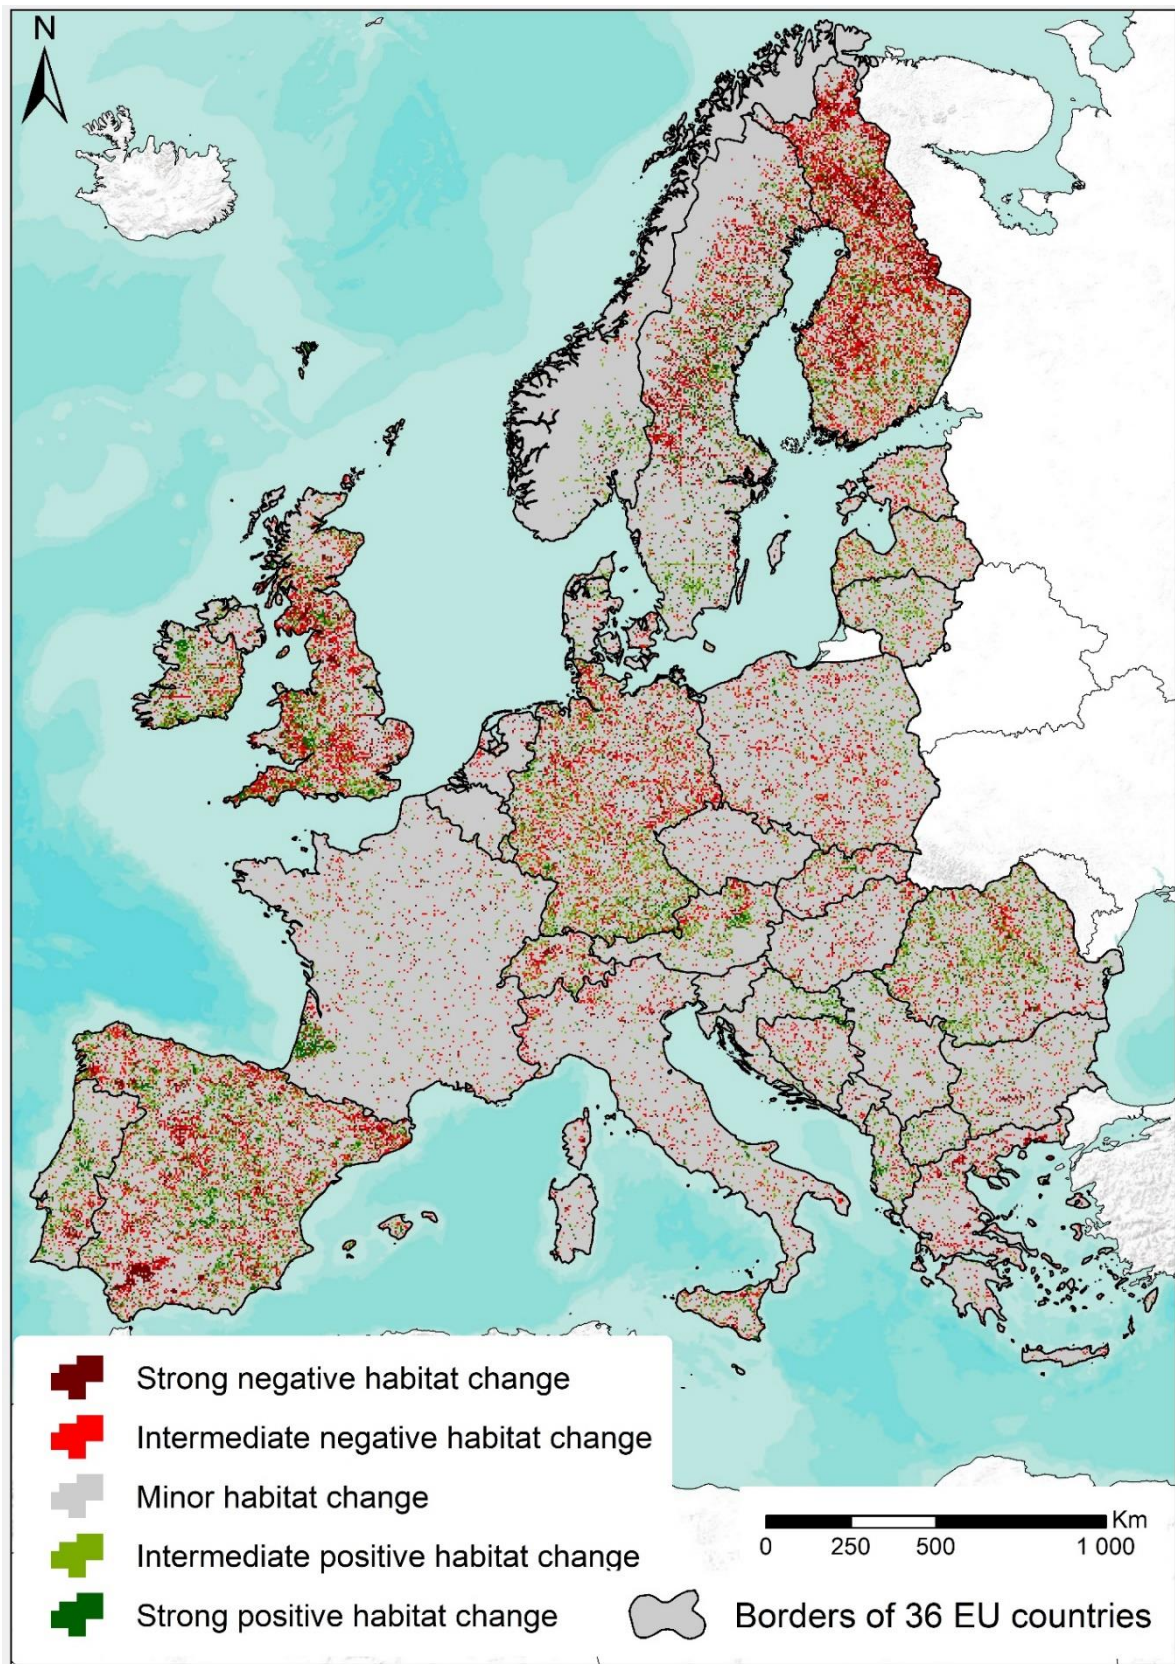 N
Strong negative habitat change
Intermediate negative habitat change
Minor habitat change
Intermediate positive habitat change
Strong positive habitat change
Km
0 250 500 1 000
Borders of 36 EU countries